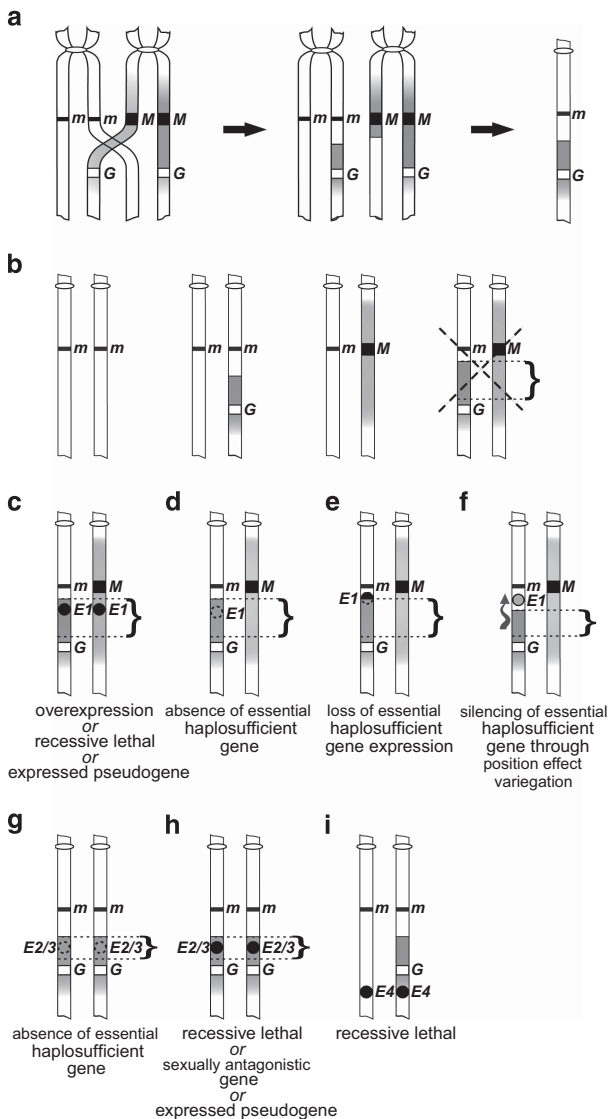 a
m m M M
G G
m m M M
G G
m
G
b
m m
m
G
m M
m M
G
c
m M
E1 E1
G
overexpression
or
recessive lethal
or
expressed pseudogene
d
m M
E1
G
absence of essential
haplosufficient
gene
e
m M
E1
G
loss of essential
haplosufficient
gene expression
f
m M
E1
G
silencing of essential
haplosufficient
gene through
position effect
variegation
g
m
E2/3 E2/3
G
absence of essential
haplosufficient
gene
h
m
E2/3 E2/3
G
recessive lethal
or
sexually antagonistic
gene
or
expressed pseudogene
i
m
G
E4 E4
recessive lethal